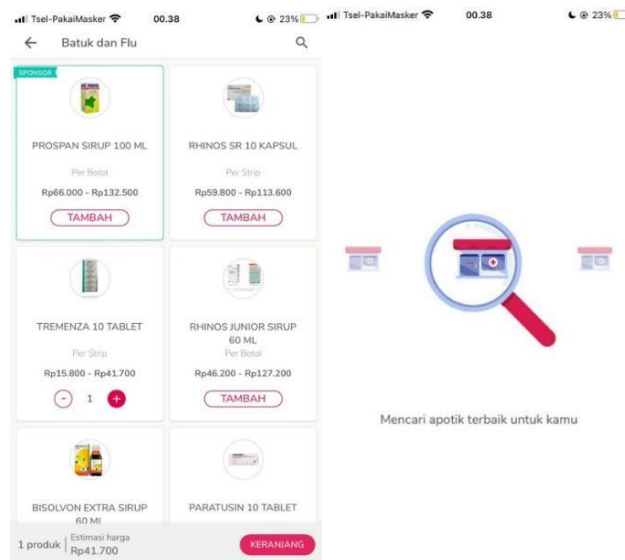 Tsel-PakaiMasker 00.38 23%
Batuk dan Flu
SPONSOR
PROSPAN SIRUP 100 ML
Per Botol
Rp66.000 - Rp132.500
TAMBAH
RHINOS SR 10 KAPSUL
Per Strip
Rp59.800 - Rp113.600
TAMBAH
TREMENZA 10 TABLET
Per Strip
Rp15.800 - Rp41.700
- 1 +
RHINOS JUNIOR SIRUP
60 ML
Per Botol
Rp46.200 - Rp127.200
TAMBAH
BISOLVON EXTRA SIRUP
60 ML
PARATUSIN 10 TABLET
1 produk
Estimasi harga
Rp41.700
KERANJANG
Tsel-PakaiMasker 00.38 23%
Mencari apotik terbaik untuk kamu